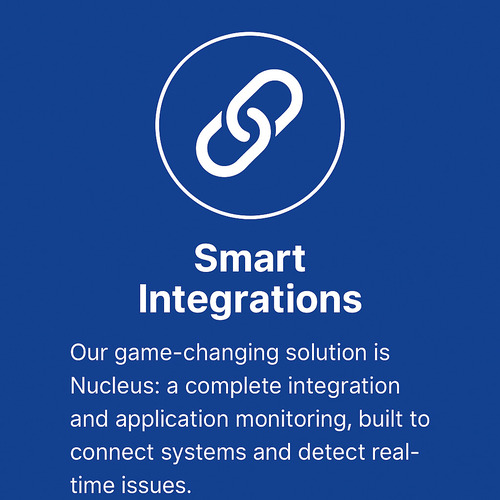 Smart
Integrations
Our game-changing solution is
Nucleus: a complete integration
and application monitoring, built to
connect systems and detect real-
time issues.